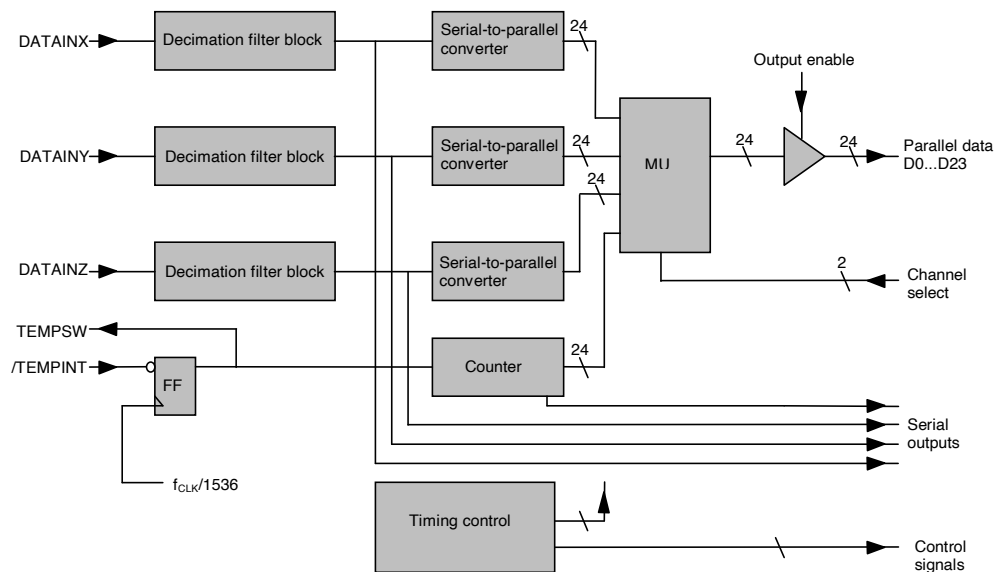 DATAINX
Decimation filter block
Serial-to-parallel
converter
24
Output enable
DATAINY
Decimation filter block
Serial-to-parallel
converter
24
MU
24
24
Parallel data
D0...D23
24
DATAINZ
Decimation filter block
Serial-to-parallel
converter
2
Channel
select
TEMPSW
/TEMPINT
FF
Counter
24
Serial
outputs
fCLK/1536
Timing control
Control
signals